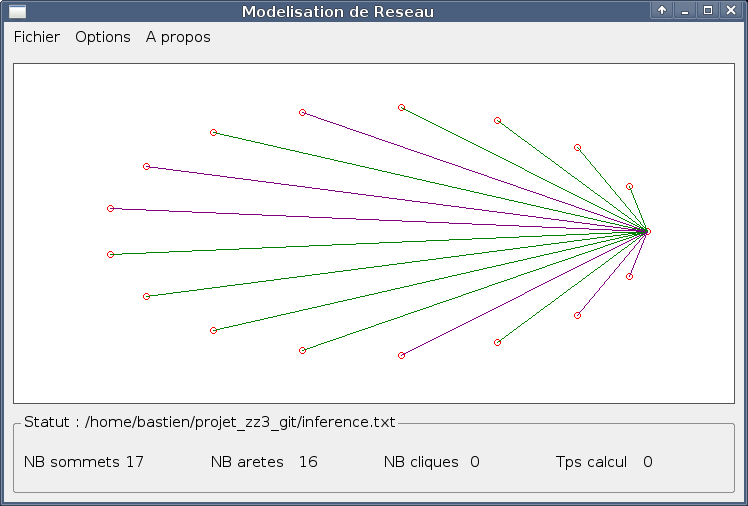 Modelisation de Reseau
Fichier Options A propos
Statut : /home/bastien/projet_zz3_git/inference.txt
NB sommets 17 NB aretes 16 NB cliques 0 Tps calcul 0